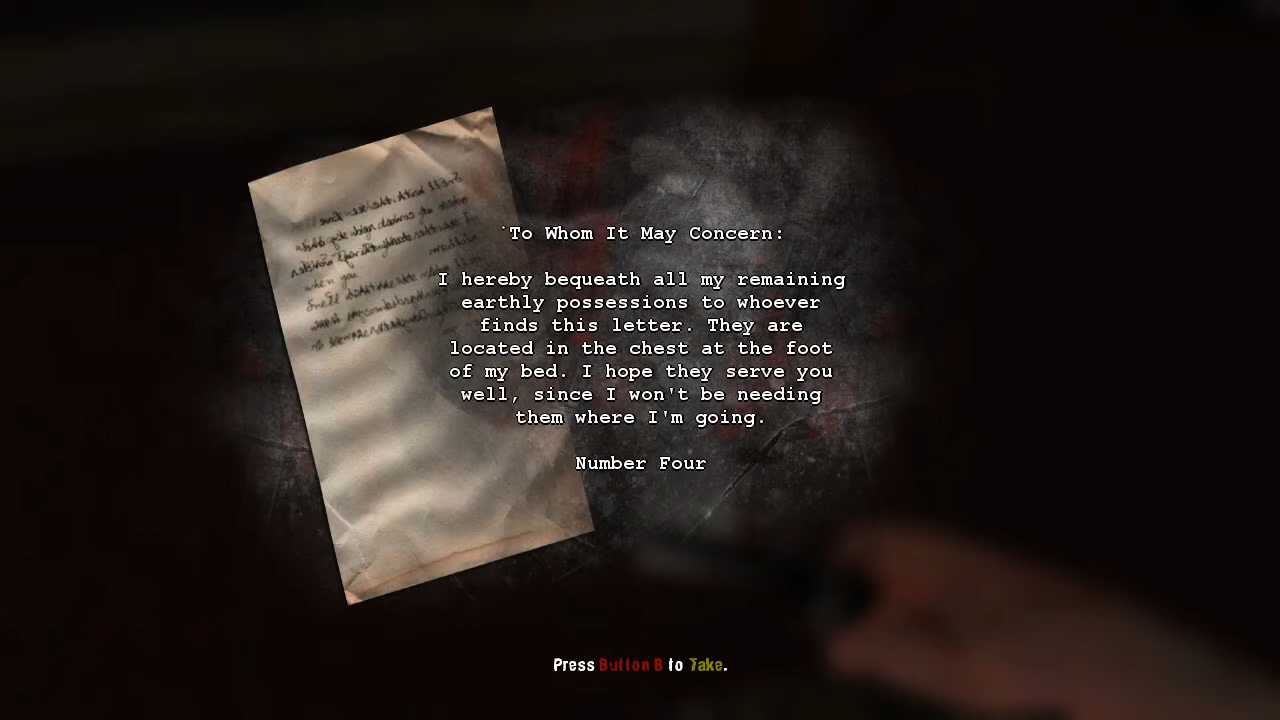 `To Whom It May Concern:
I hereby bequeath all my remaining
earthly possessions to whoever
finds this letter. They are
located in the chest at the foot
of my bed. I hope they serve you
well, since I won't be needing
them where I'm going.
Number Four
when you
Press Button B to Take.